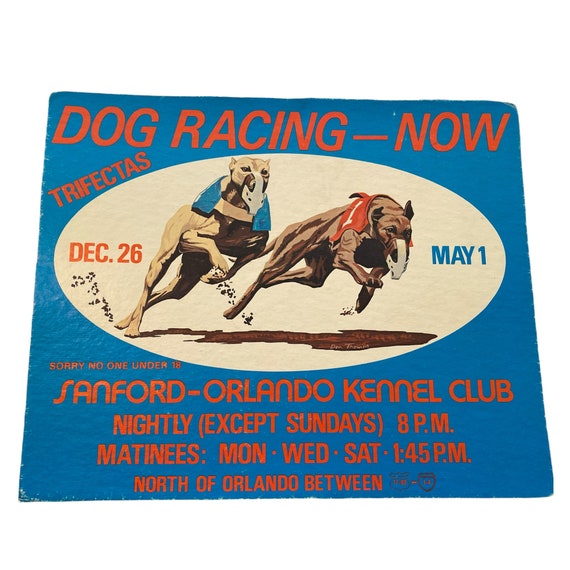 DOG RACING — NOW
TRIFECTAS
DEC. 26
MAY 1
1
SORRY NO ONE UNDER 18
SANFORD-ORLANDO KENNEL CLUB
NIGHTLY (EXCEPT SUNDAYS) 8 P.M.
MATINEES: MON · WED · SAT · 1:45 P.M.
NORTH OF ORLANDO BETWEEN